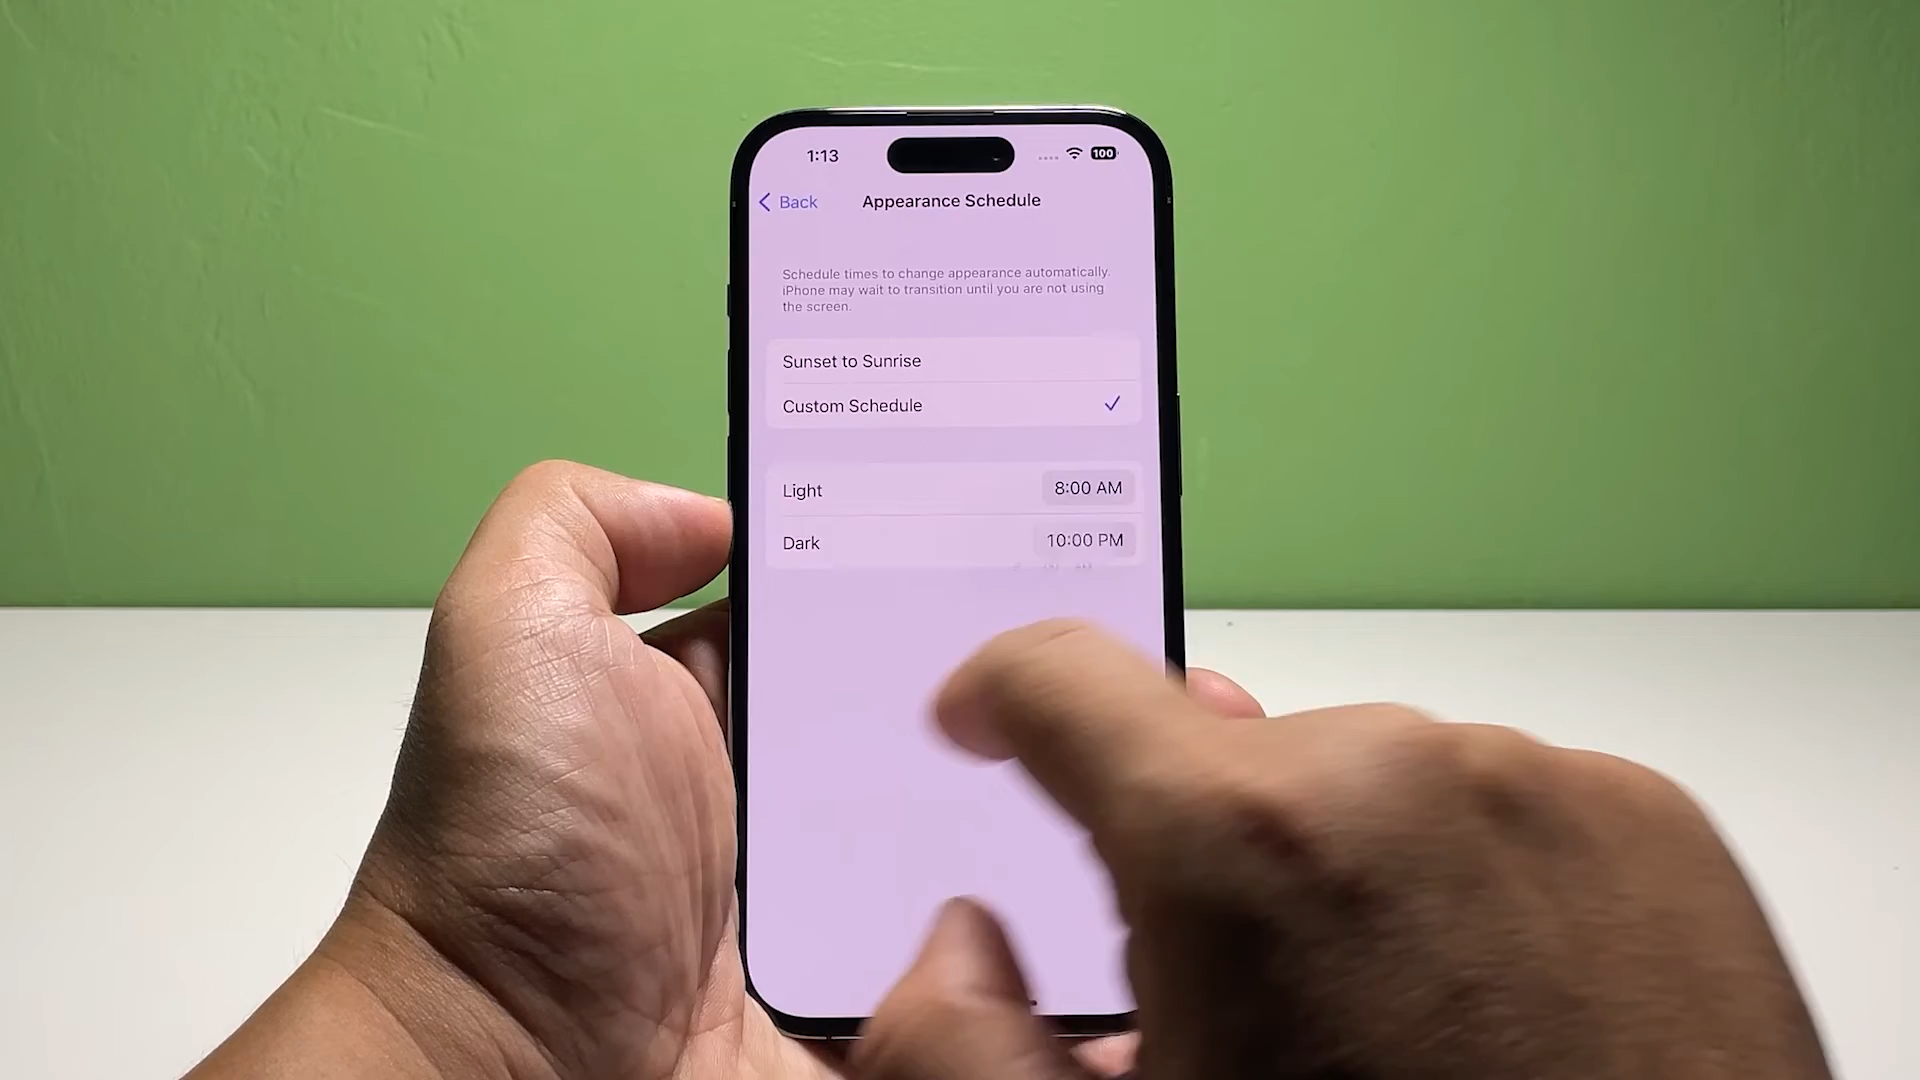 1:13
100
Back
Appearance Schedule
Schedule times to change appearance automatically.
iPhone may wait to transition until you are not using
the screen.
Sunset to Sunrise
Custom Schedule
Light
8:00 AM
Dark
10:00 PM